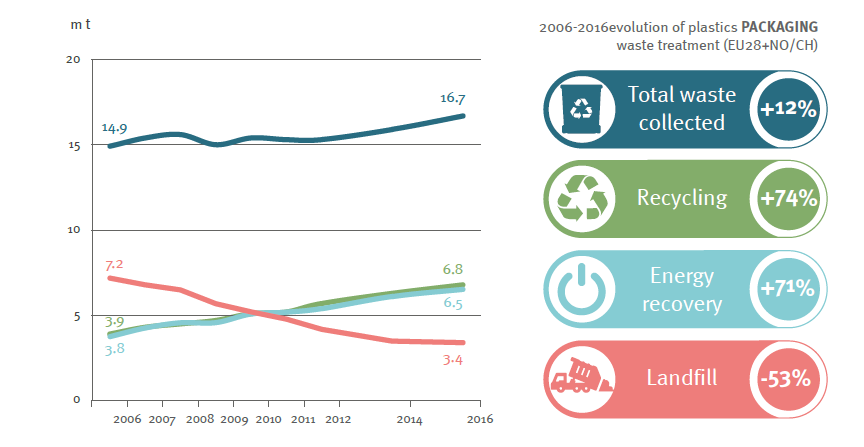 m t
20
15
10
5
0
14.9
16.7
7.2
3.9
3.8
6.8
6.5
3.4
2006 2007 2008 2009 2010 2011 2012 2014 2016
2006-2016evolution of plastics PACKAGING
waste treatment (EU28+NO/CH)
Total waste
collected
+12%
Recycling
+74%
Energy
recovery
+71%
Landfill
-53%